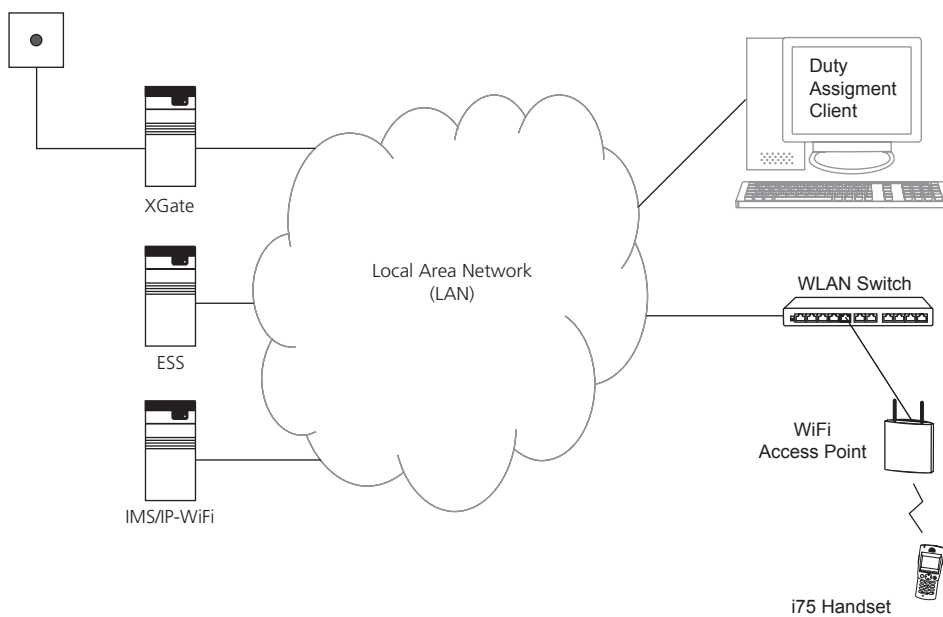 Duty
Assigment
Client
XGate
Local Area Network
(LAN)
WLAN Switch
ESS
WiFi
Access Point
IMS/IP-WiFi
i75 Handset